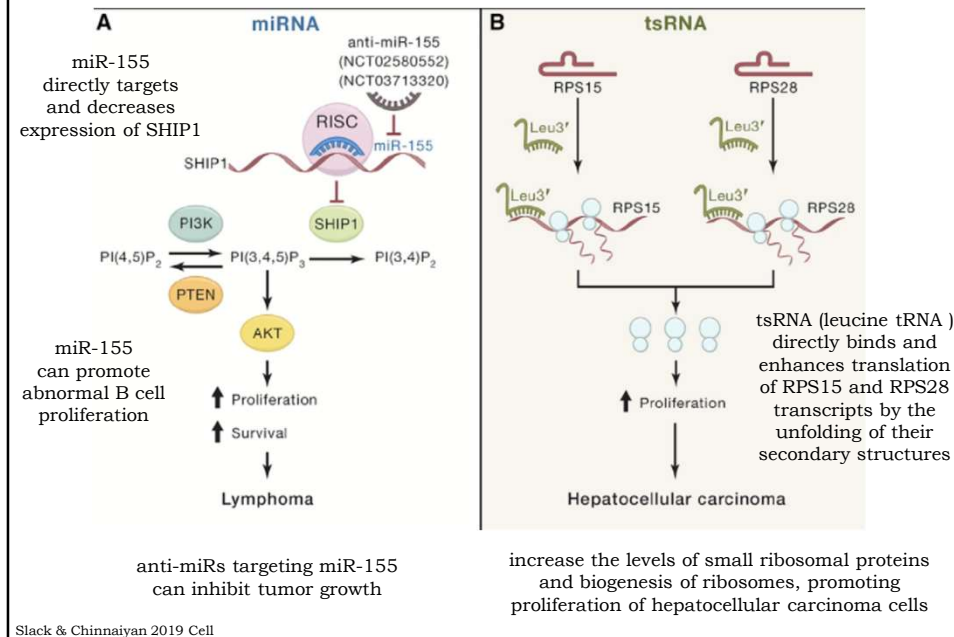 A
miRNA
miR-155
directly targets
and decreases
expression of SHIP1
anti-miR-155
(NCT02580552)
(NCT03713320)
RISC
miR-155
SHIP1
PI3K
SHIP1
PI(4,5)P2
PI(3,4,5)P3
PI(3,4)P2
PTEN
AKT
miR-155
can promote
abnormal B cell
proliferation
Proliferation
Survival
Lymphoma
anti-miRs targeting miR-155
can inhibit tumor growth
B
tsRNA
RPS15
RPS28
Leu3′
Leu3′
Leu3′
RPS15
Leu3′
RPS28
tsRNA (leucine tRNA )
directly binds and
enhances translation
of RPS15 and RPS28
transcripts by the
unfolding of their
secondary structures
Proliferation
Hepatocellular carcinoma
increase the levels of small ribosomal proteins
and biogenesis of ribosomes, promoting
proliferation of hepatocellular carcinoma cells
Slack & Chinnaiyan 2019 Cell